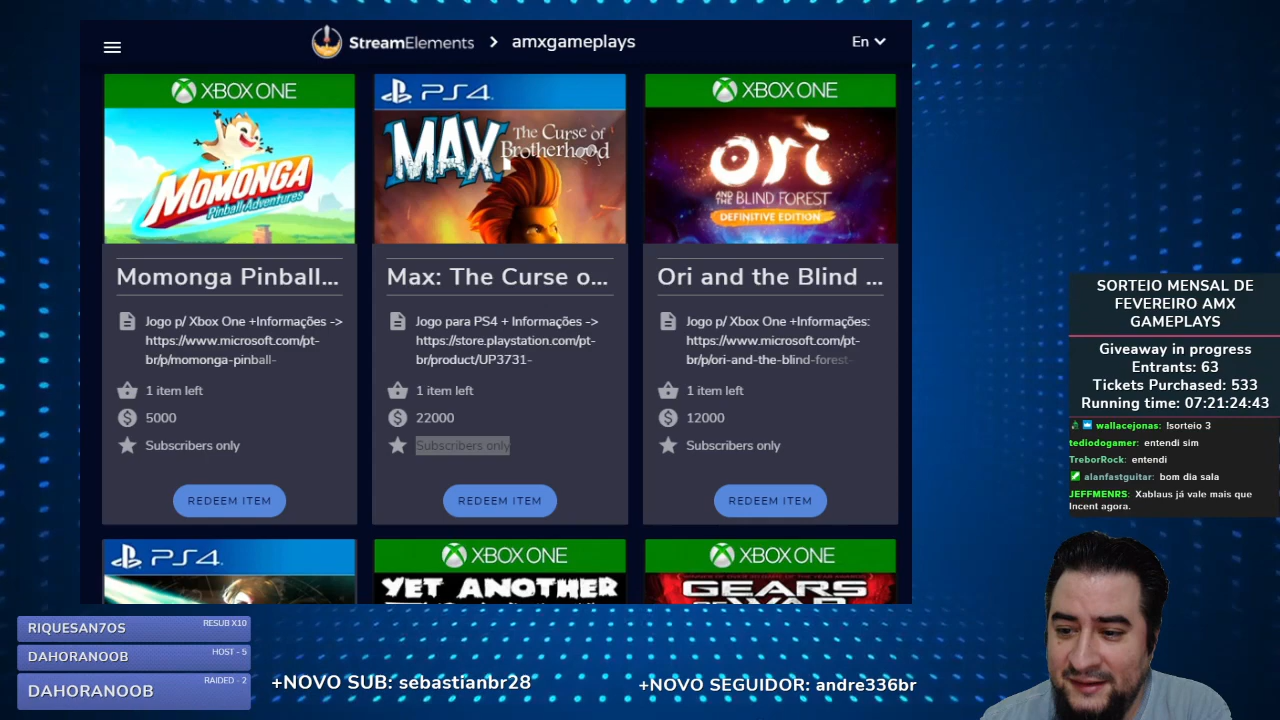 StreamElements > amxgameplays
En
XBOX ONE
MOMONGA
Pinball Adventures
Momonga Pinball...
Jogo p/ Xbox One +Informações ->
https://www.microsoft.com/pt-
br/p/momonga-pinball-
1 item left
5000
Subscribers only
REDEEM ITEM
PS4
MAX
The Curse of
Brotherhood
Max: The Curse o...
Jogo para PS4 + Informações ->
https://store.playstation.com/pt-
br/product/UP3731-
1 item left
22000
Subscribers only
REDEEM ITEM
XBOX ONE
ori
AND THE BLIND FOREST
DEFINITIVE EDITION
Ori and the Blind ...
Jogo p/ Xbox One +Informações:
https://www.microsoft.com/pt-
br/p/ori-and-the-blind-forest-
1 item left
12000
Subscribers only
REDEEM ITEM
PS4
XBOX ONE
YET ANOTHER
XBOX ONE
GEARS
OF WAR
SORTEIO MENSAL DE
FEVEREIRO AMX
GAMEPLAYS
Giveaway in progress
Entrants: 63
Tickets Purchased: 533
Running time: 07:21:24:43
wallacejonas: !sorteio 3
tediodogamer: entendi sim
TreborRock: entendi
alanfastguitar: bom dia sala
JEFFMENRS: Xablaus já vale mais que
Incent agora.
RIQUESAN7OS RESUB X10
DAHORANOOB HOST - 5
DAHORANOOB RAIDED - 2
+NOVO SUB: sebastianbr28
+NOVO SEGUIDOR: andre336br